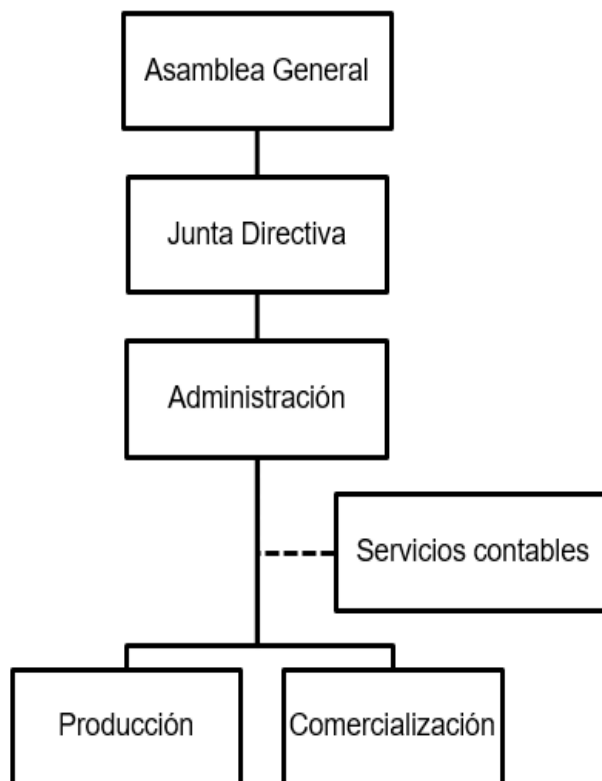 Asamblea General
Junta Directiva
Administración
Servicios contables
Producción
Comercialización